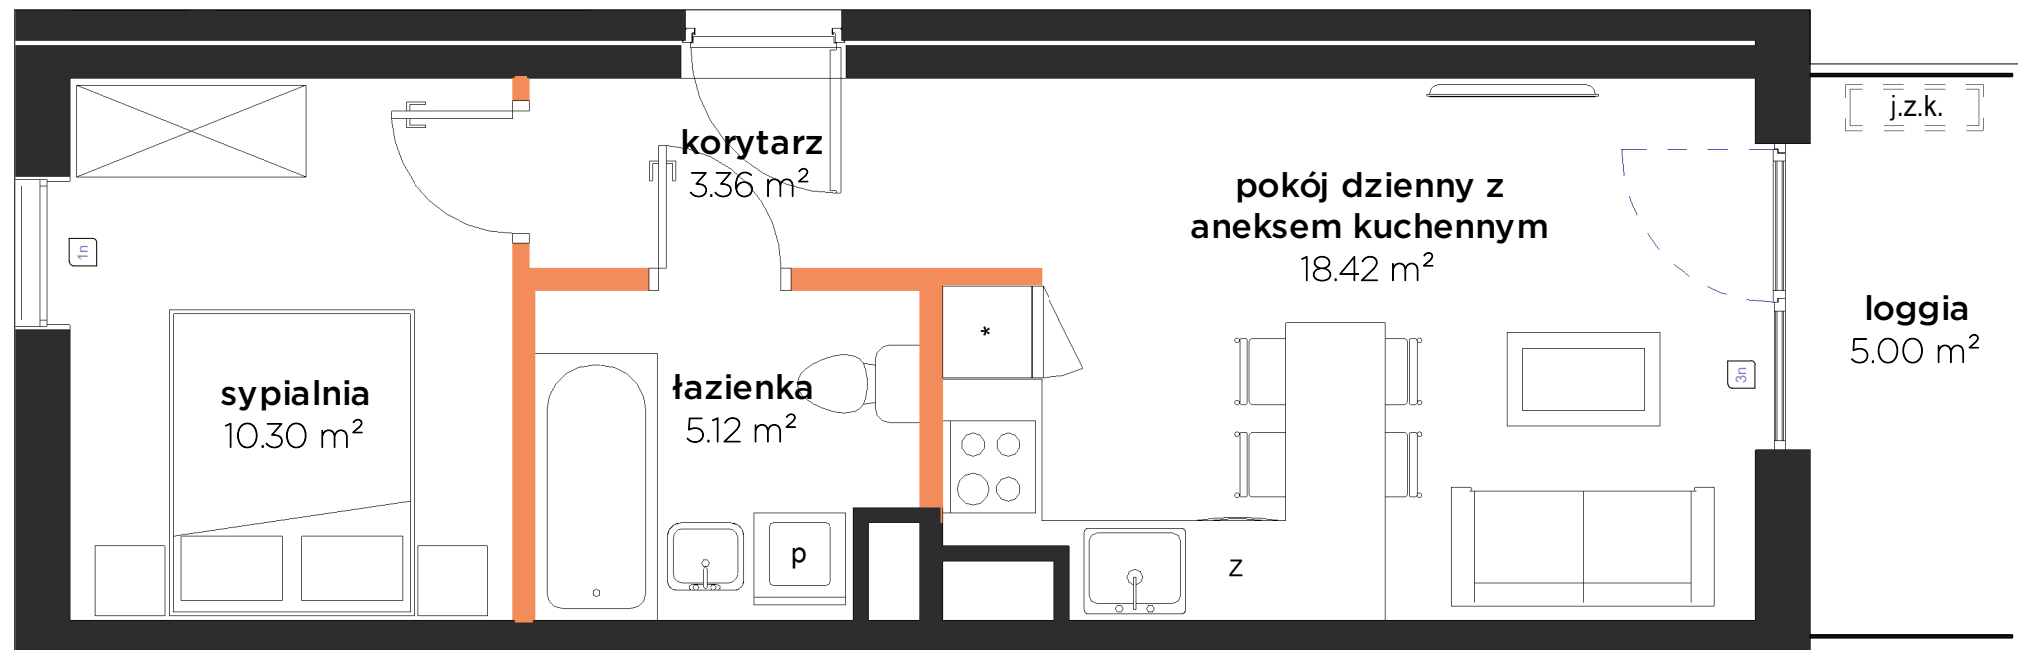 j.z.k.
korytarz
3.36 m²
pokój dzienny z
aneksem kuchennym
18.42 m²
1n
loggia
5.00 m²
*
3n
sypialnia
10.30 m²
łazienka
5.12 m²
p
z